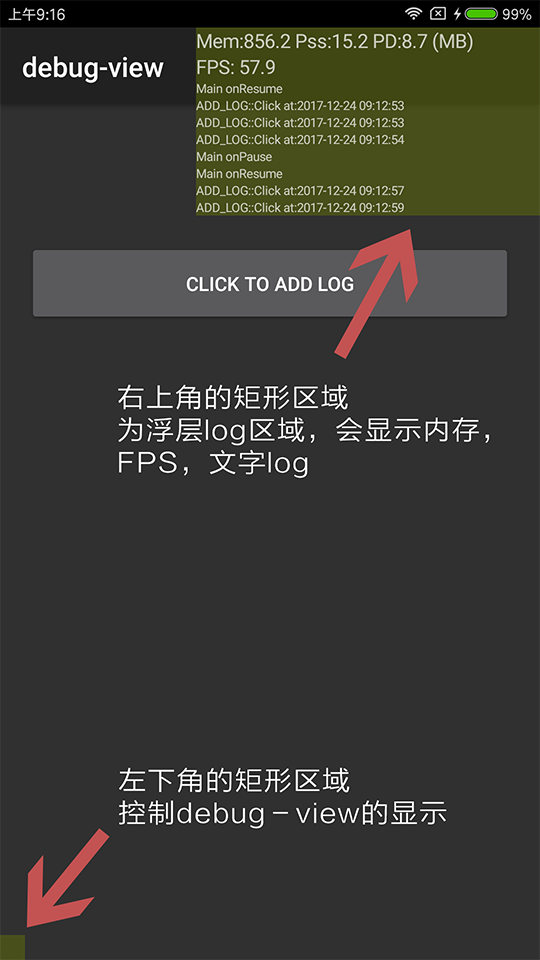 上午9:16
99%
debug-view
Mem:856.2 Pss:15.2 PD:8.7 (MB)
FPS: 57.9
Main onResume
ADD_LOG::Click at:2017-12-24 09:12:53
ADD_LOG::Click at:2017-12-24 09:12:53
ADD_LOG::Click at:2017-12-24 09:12:54
Main onPause
Main onResume
ADD_LOG::Click at:2017-12-24 09:12:57
ADD_LOG::Click at:2017-12-24 09:12:59
CLICK TO ADD LOG
右上角的矩形区域
为浮层log区域，会显示内存，
FPS，文字log
左下角的矩形区域
控制debug-view的显示